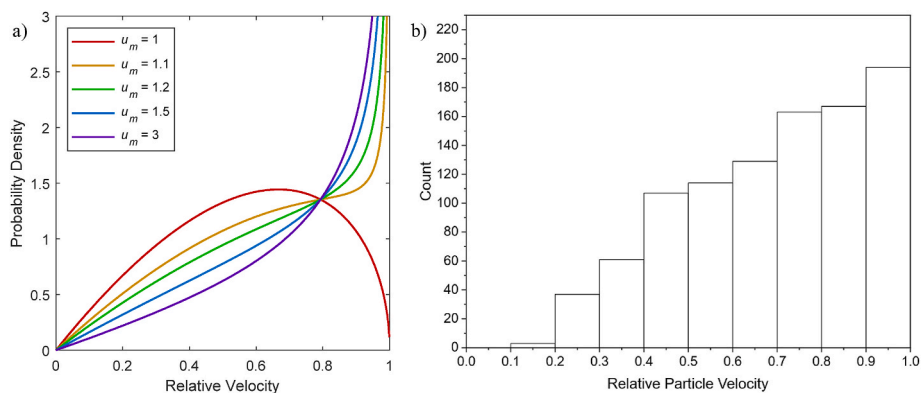 a)
3
2.5
2
1.5
1
0.5
0
Probability Density
u_m = 1
u_m = 1.1
u_m = 1.2
u_m = 1.5
u_m = 3
0 0.2 0.4 0.6 0.8 1
Relative Velocity
b)
220
200
180
160
140
120
100
80
60
40
20
0
Count
0.0 0.1 0.2 0.3 0.4 0.5 0.6 0.7 0.8 0.9 1.0
Relative Particle Velocity